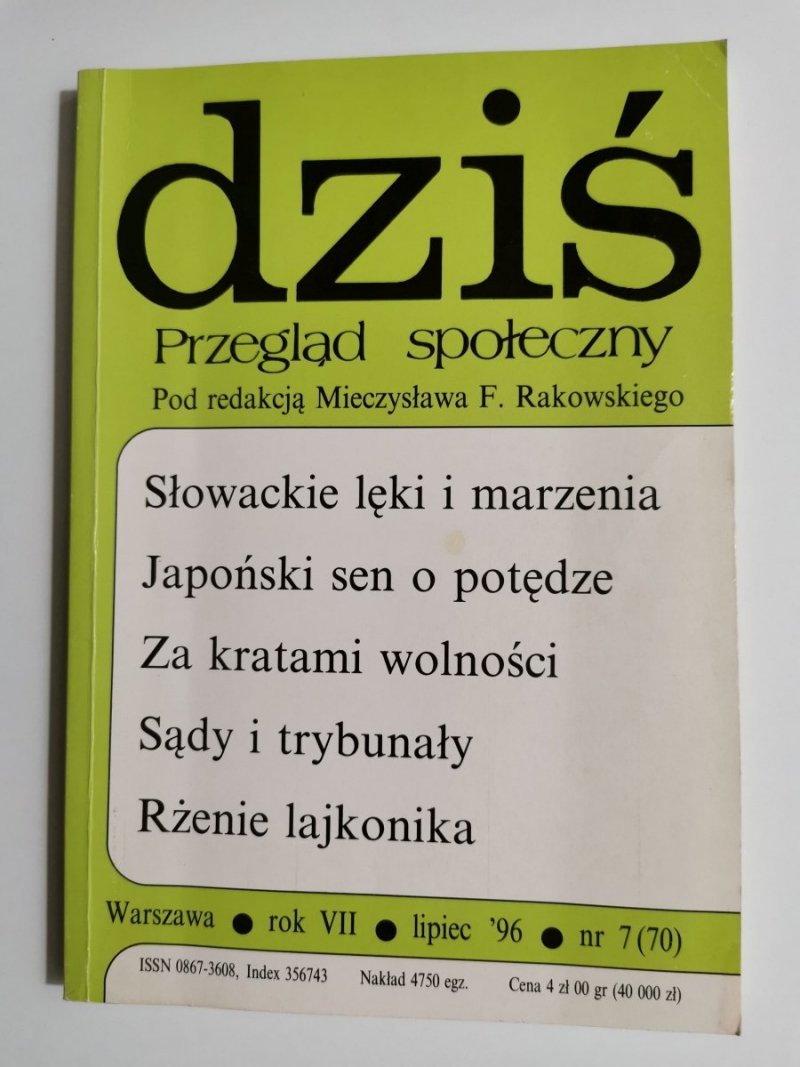 dziś
Przegląd społeczny
Pod redakcją Mieczysława F. Rakowskiego
Słowackie lęki i marzenia
Japoński sen o potędze
Za kratami wolności
Sądy i trybunały
Rżenie lajkonika
Warszawa ● rok VII ● lipiec '96 ● nr 7 (70)
ISSN 0867-3608, Index 356743 Nakład 4750 egz. Cena 4 zł 00 gr (40 000 zł)